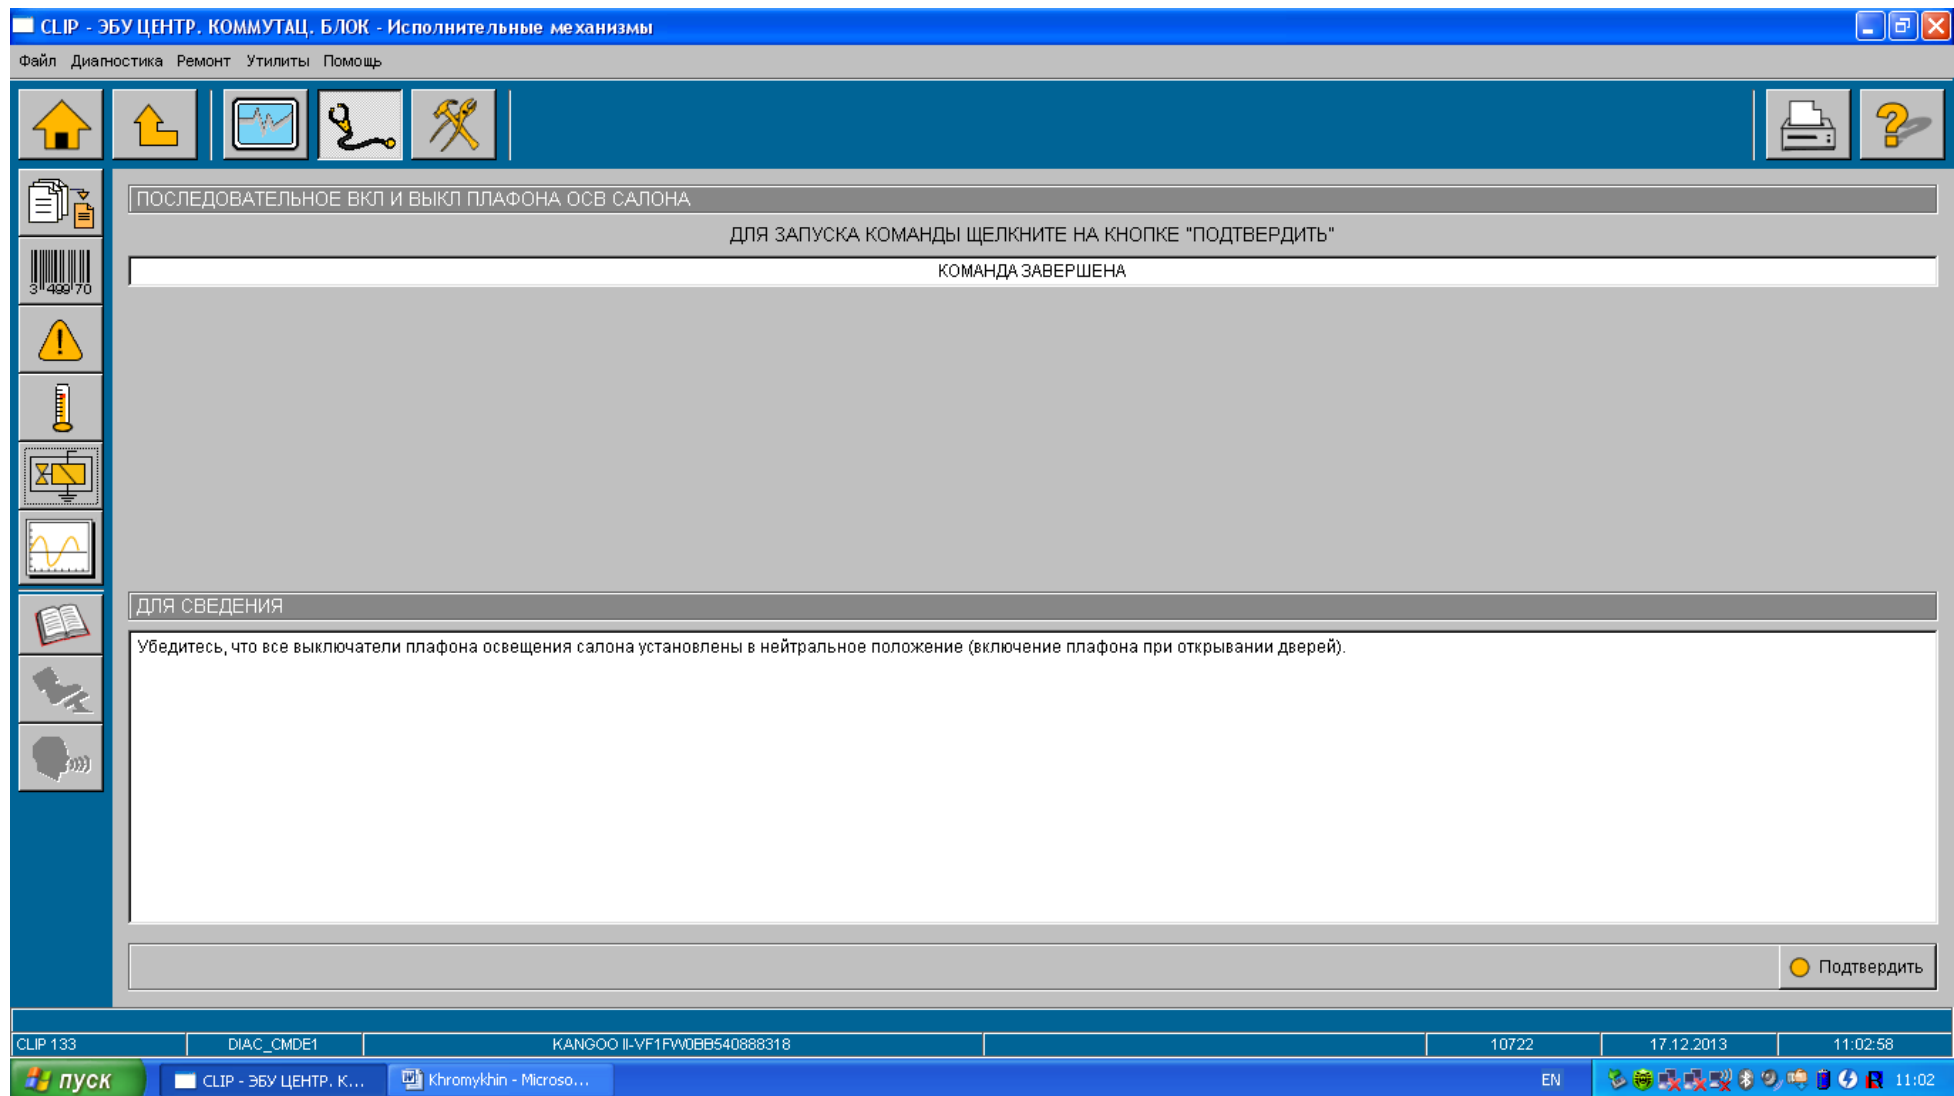 CLIP - ЭБУ ЦЕНТР. КОММУТАЦ. БЛОК - Исполнительные механизмы
Файл Диагностика Ремонт Утилиты Помощь
3 499 70
ПОСЛЕДОВАТЕЛЬНОЕ ВКЛ И ВЫКЛ ПЛАФОНА ОСВ САЛОНА
ДЛЯ ЗАПУСКА КОМАНДЫ ЩЕЛКНИТЕ НА КНОПКЕ "ПОДТВЕРДИТЬ"
КОМАНДА ЗАВЕРШЕНА
ДЛЯ СВЕДЕНИЯ
Убедитесь, что все выключатели плафона освещения салона установлены в нейтральное положение (включение плафона при открывании дверей).
Подтвердить
CLIP 133 DIAC_CMDE1 KANGOO II-VF1FW0BB540888318 10722 17.12.2013 11:02:58
пуск CLIP - ЭБУ ЦЕНТР. К... Khromykhin - Microso... EN 11:02